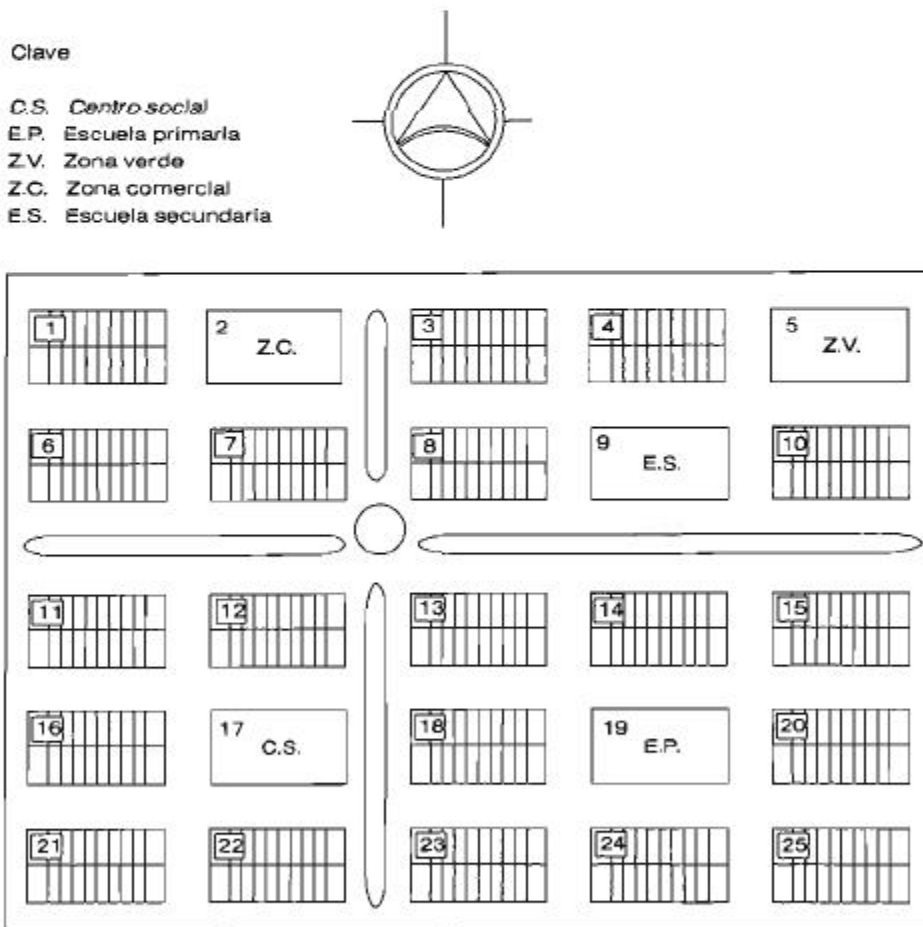 Clave
C.S. Centro social
E.P. Escuela primaria
Z.V. Zona verde
Z.C. Zona comercial
E.S. Escuela secundaria
1 2 Z.C. 3 4 5 Z.V.
6 7 8 9 E.S. 10
11 12 13 14 15
16 17 C.S. 18 19 E.P. 20
21 22 23 24 25